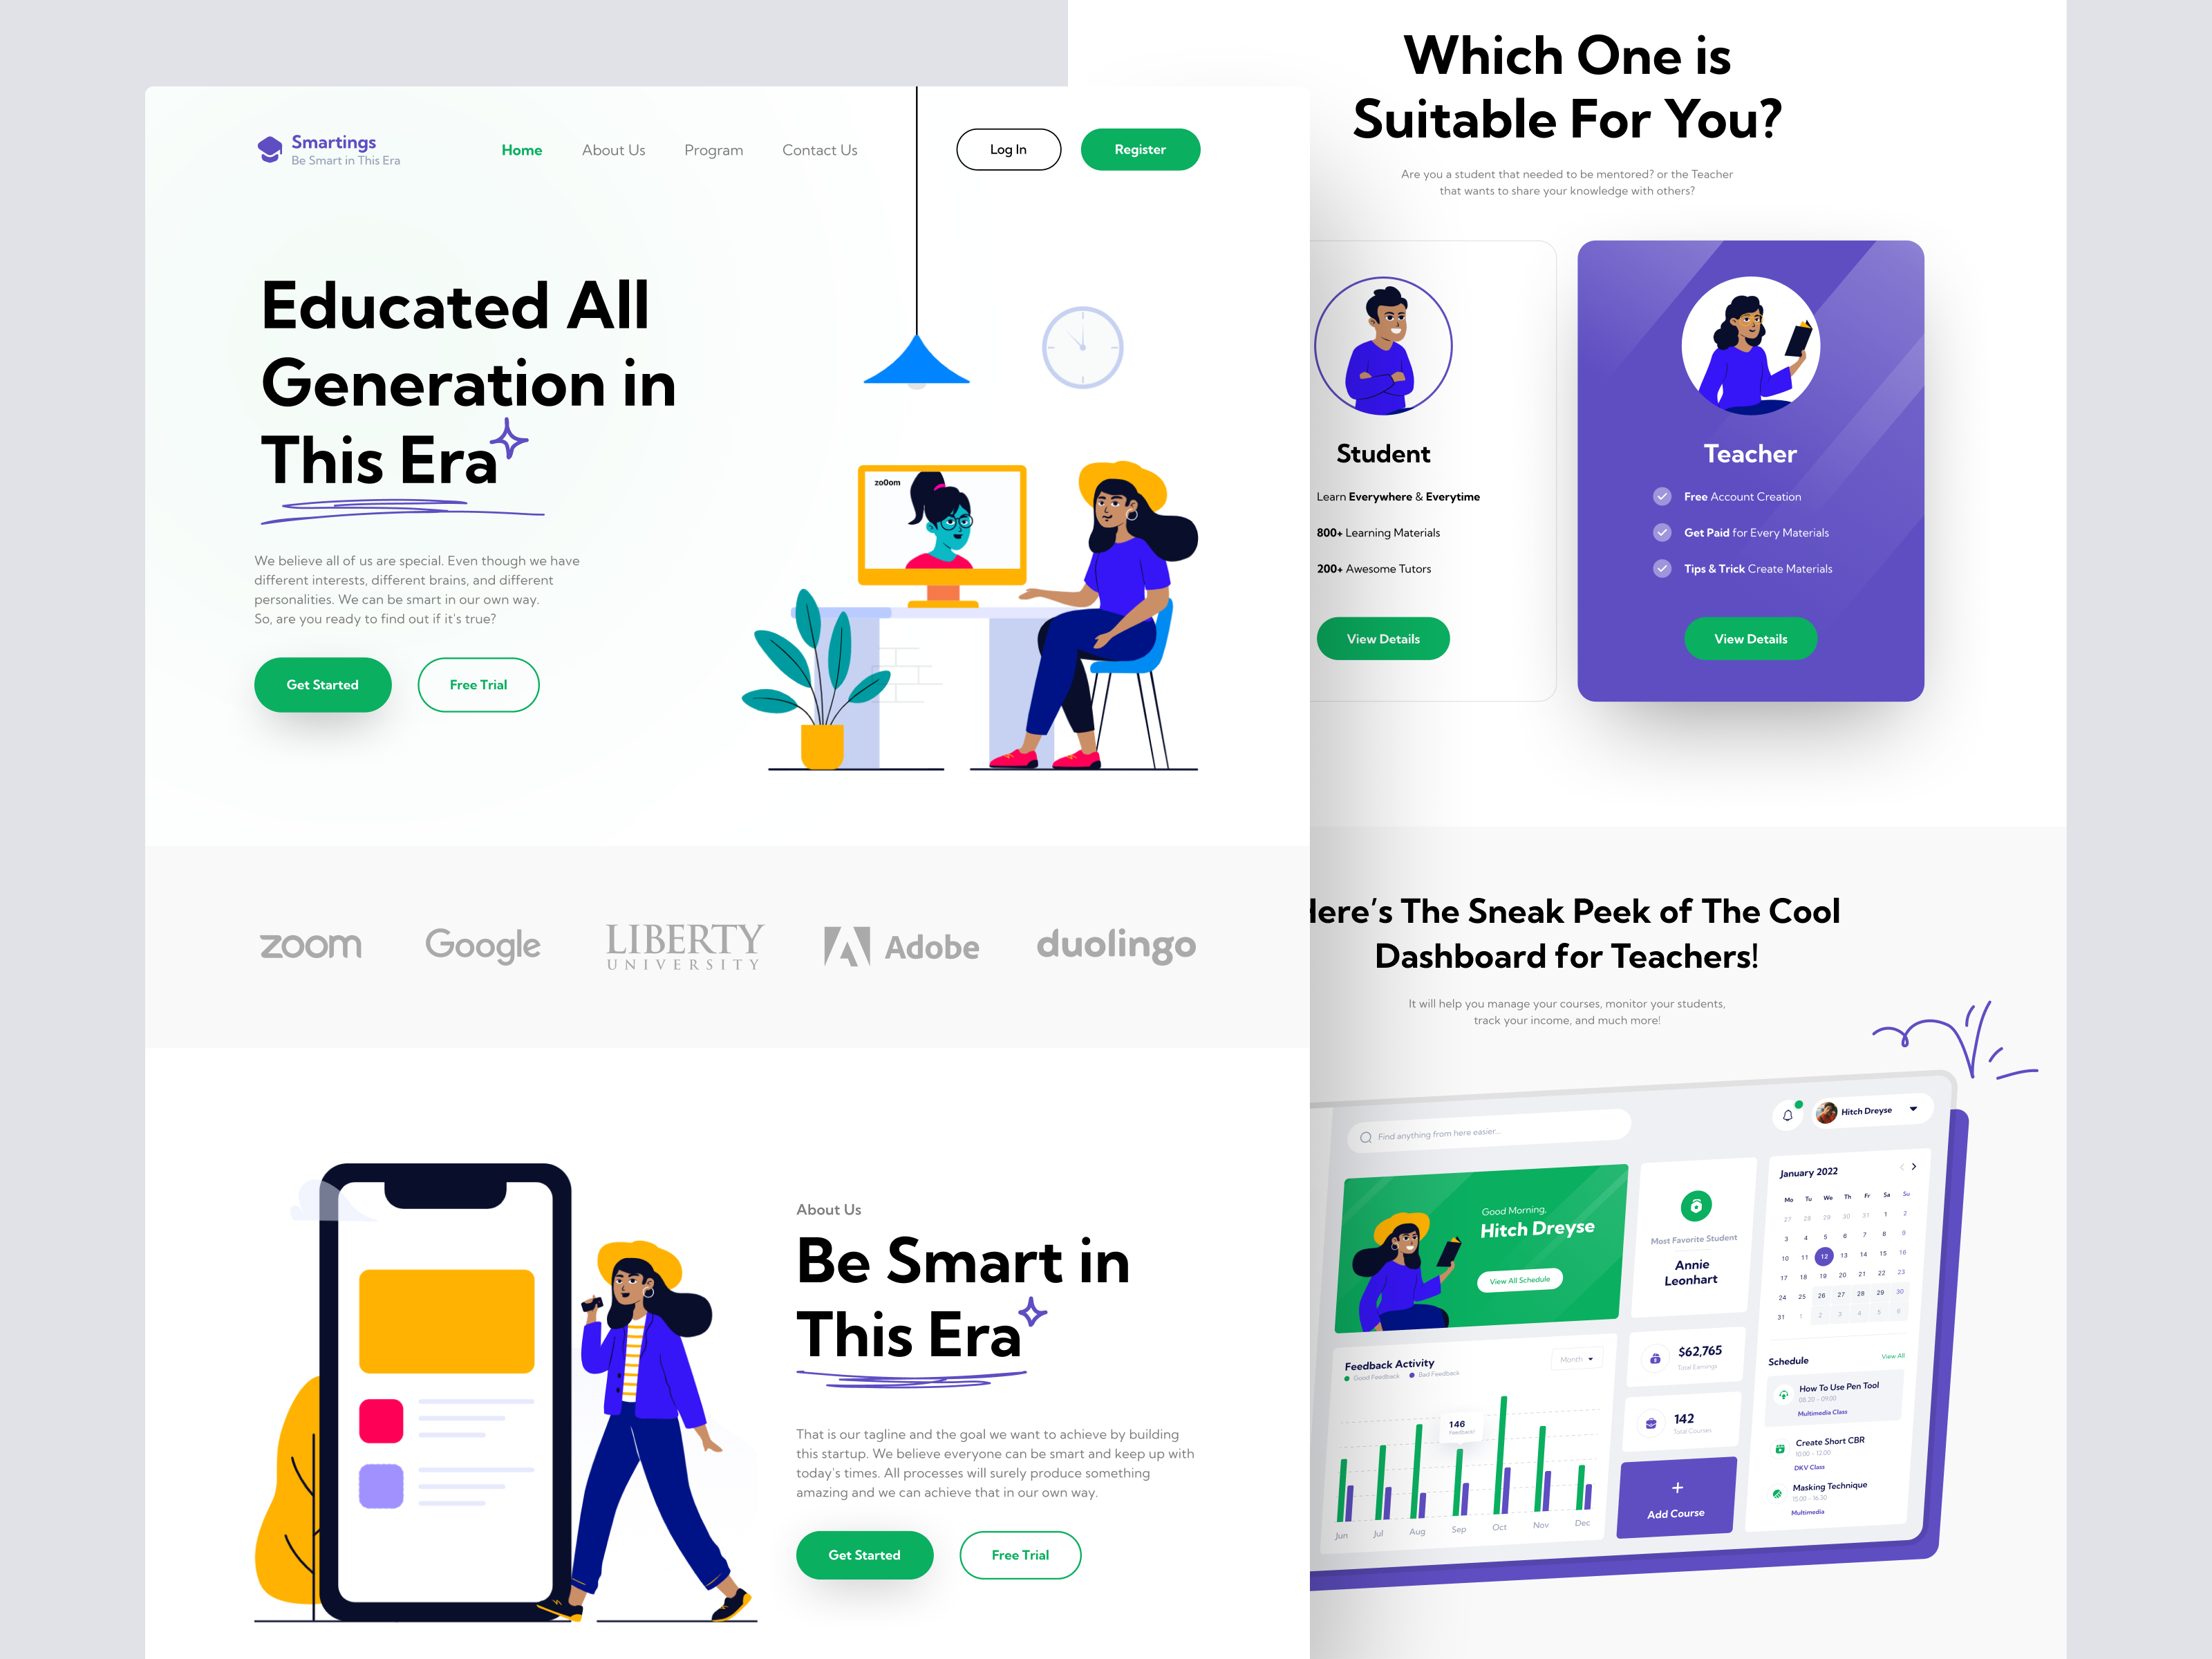 Smartings
Be Smart in This Era
Home
About Us
Program
Contact Us
Log In
Register
Educated All
Generation in
This Era
We believe all of us are special. Even though we have
different interests, different brains, and different
personalities. We can be smart in our own way.
So, are you ready to find out if it's true?
Get Started
Free Trial
zo0om
zoom
Google
LIBERTY
UNIVERSITY
Adobe
duolingo
About Us
Be Smart in
This Era
That is our tagline and the goal we want to achieve by building
this startup. We believe everyone can be smart and keep up with
today's times. All processes will surely produce something
amazing and we can achieve that in our own way.
Get Started
Free Trial
Which One is
Suitable For You?
Are you a student that needed to be mentored? or the Teacher
that wants to share your knowledge with others?
Student
Learn Everywhere & Everytime
800+ Learning Materials
200+ Awesome Tutors
View Details
Teacher
Free Account Creation
Get Paid for Every Materials
Tips & Trick Create Materials
View Details
Here's The Sneak Peek of The Cool
Dashboard for Teachers!
It will help you manage your courses, monitor your students,
track your income, and much more!
Find anything from here easier...
Hitch Dreyse
Good Morning,
Hitch Dreyse
View All Schedule
Most Favorite Student
Annie
Leonhart
January 2022
Mo Tu We Th Fr Sa Su
27 28 29 30 31 1 2
3 4 5 6 7 8 9
10 11 12 13 14 15 16
17 18 19 20 21 22 23
24 25 26 27 28 29 30
31 1 2 3 4 5 6
Feedback Activity
Month
Good Feedback
Bad Feedback
146
Feedbacks
Jun Jul Aug Sep Oct Nov Dec
$62,765
Total Earnings
142
Total Courses
+
Add Course
Schedule
View All
How To Use Pen Tool
08.20 - 09.00
Multimedia Class
Create Short CBR
10.00 - 12.00
DKV Class
Masking Technique
15.00 - 16.30
Multimedia